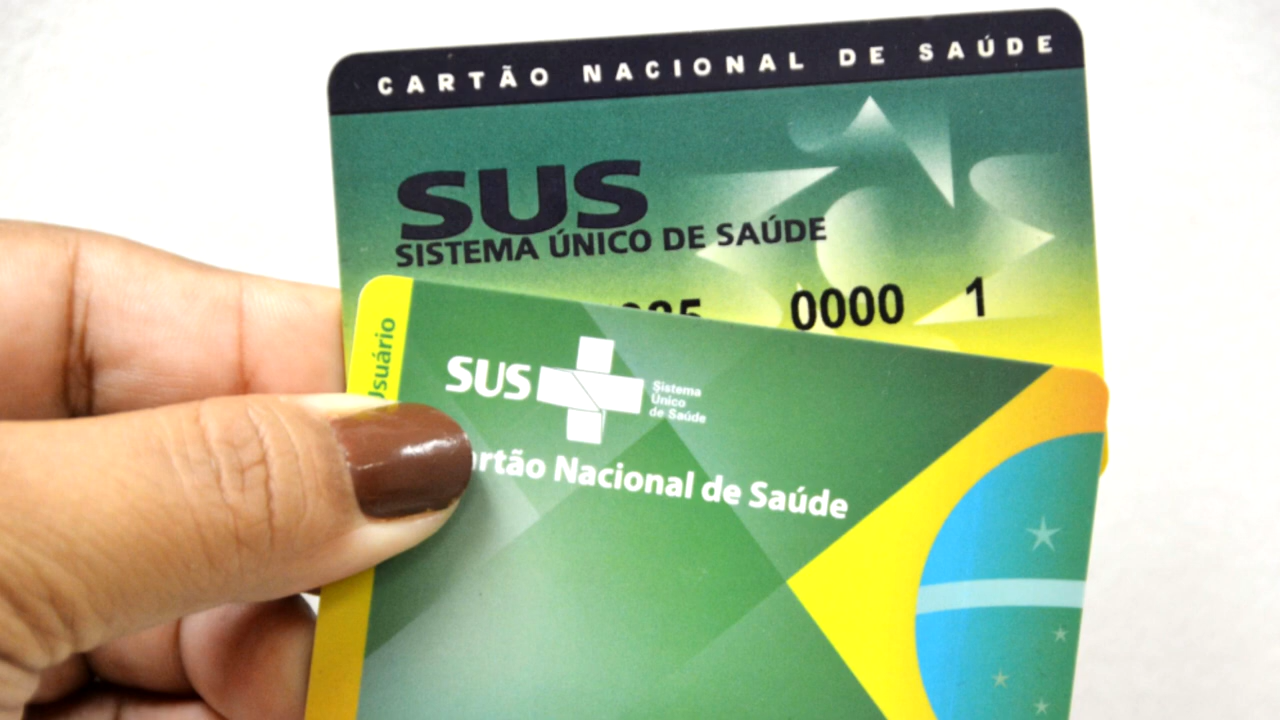 CARTÃO NACIONAL DE SAÚDE
SUS
SISTEMA ÚNICO DE SAÚDE
0000 1
Usuário
SUS
Sistema
Único
de Saúde
Nacional de Saúde